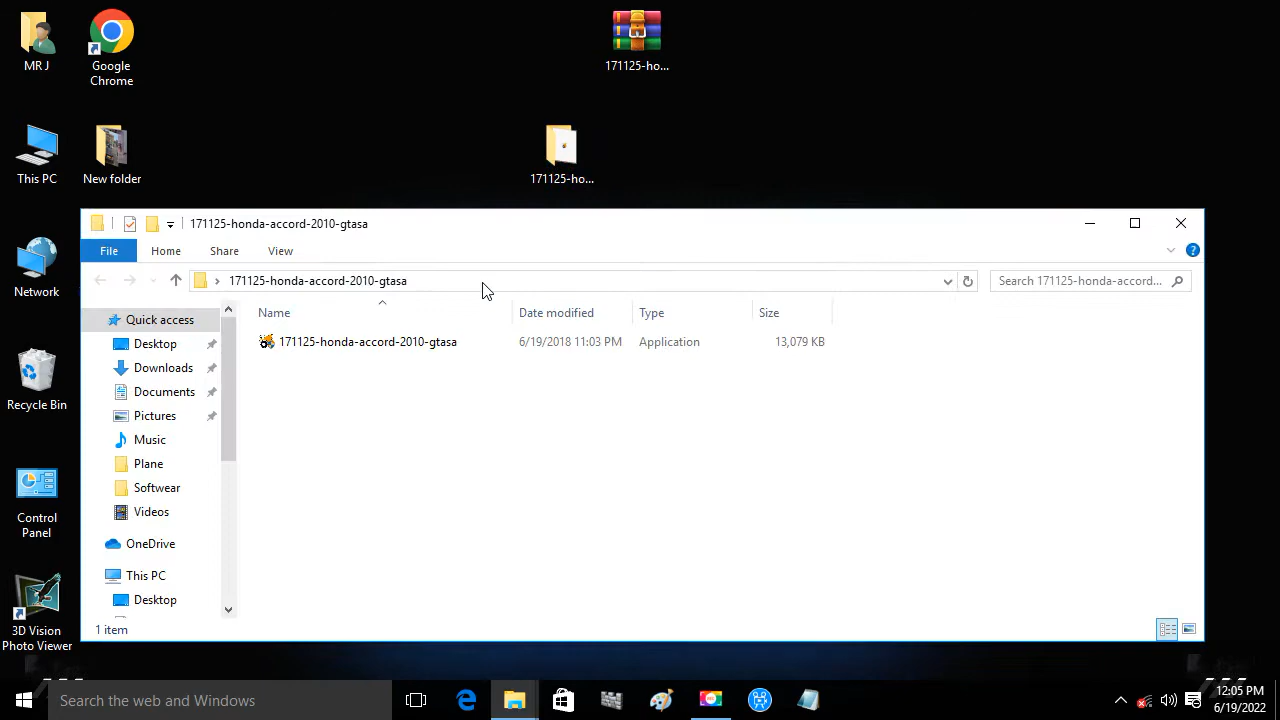 MR J
Google
Chrome
171125-ho...
This PC
New folder
171125-ho...
171125-honda-accord-2010-gtasa
File Home Share View
171125-honda-accord-2010-gtasa
Search 171125-honda-accord...
Network
Quick access
Name Date modified Type Size
Desktop
171125-honda-accord-2010-gtasa 6/19/2018 11:03 PM Application 13,079 KB
Downloads
Documents
Recycle Bin
Pictures
Music
Plane
Softwear
Videos
Control
Panel
OneDrive
This PC
Desktop
1 item
3D Vision
Photo Viewer
Search the web and Windows
12:05 PM
6/19/2022